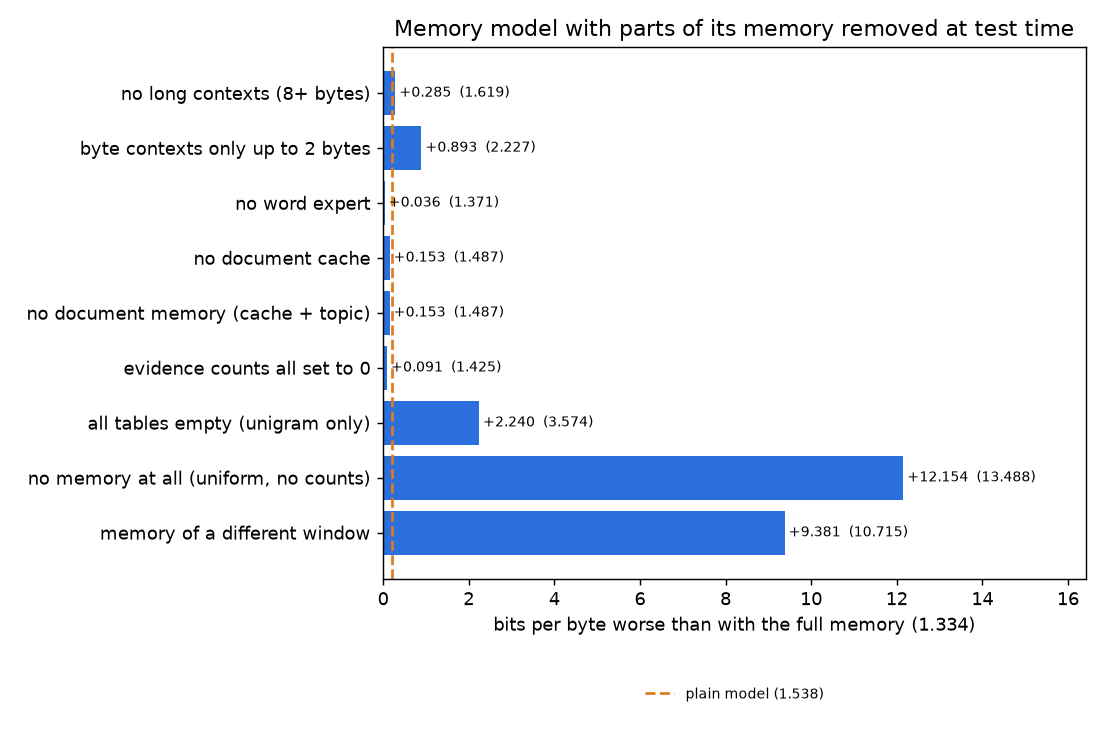 Memory model with parts of its memory removed at test time
no long contexts (8+ bytes) +0.285 (1.619)
byte contexts only up to 2 bytes +0.893 (2.227)
no word expert +0.036 (1.371)
no document cache +0.153 (1.487)
no document memory (cache + topic) +0.153 (1.487)
evidence counts all set to 0 +0.091 (1.425)
all tables empty (unigram only) +2.240 (3.574)
no memory at all (uniform, no counts) +12.154 (13.488)
memory of a different window +9.381 (10.715)
0 2 4 6 8 10 12 14 16
bits per byte worse than with the full memory (1.334)
plain model (1.538)